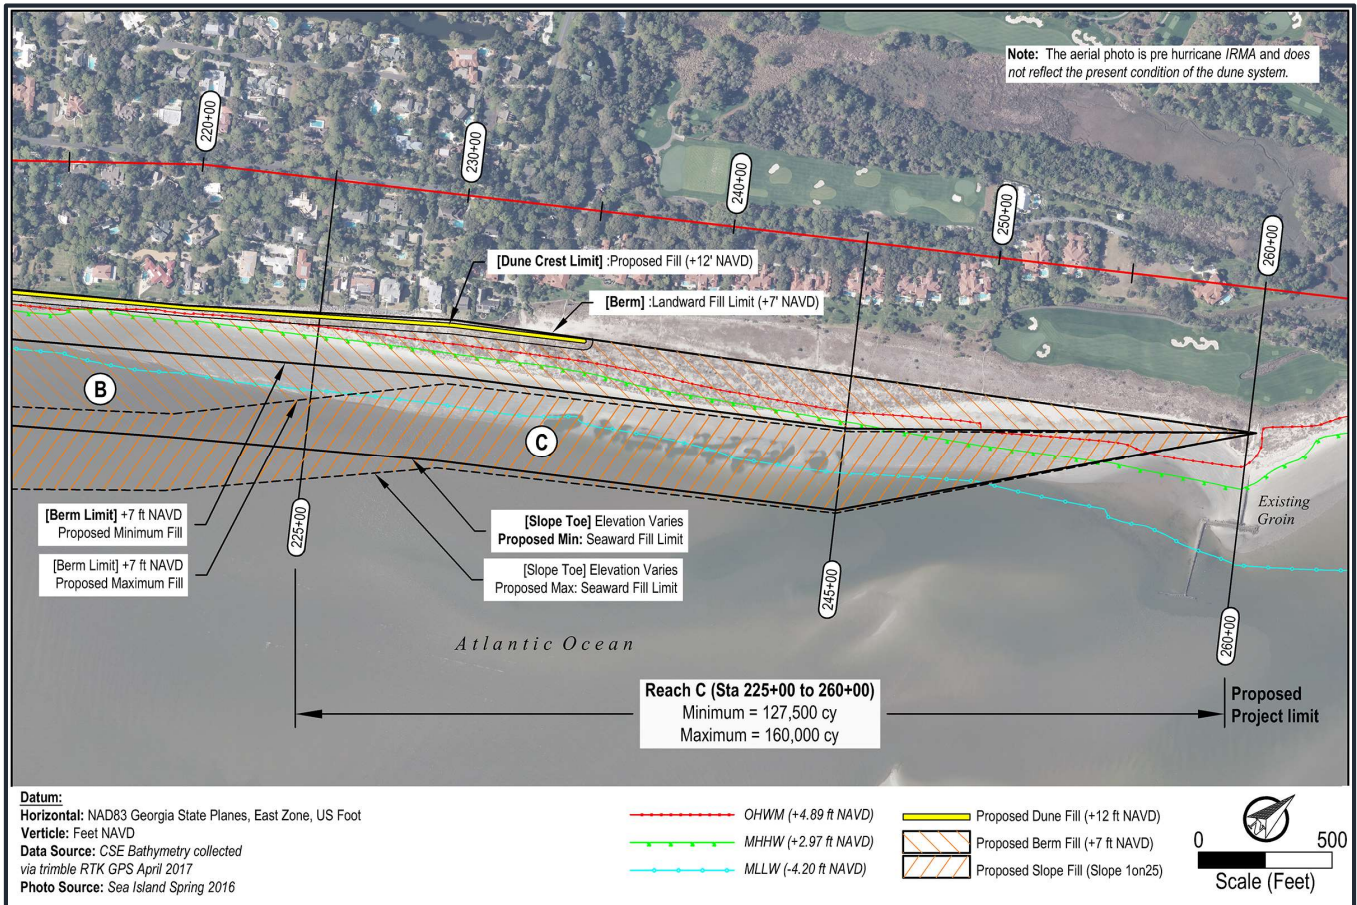 Note: The aerial photo is pre hurricane IRMA and does
not reflect the present condition of the dune system.
220+00
230+00
240+00
250+00
260+00
[Dune Crest Limit] :Proposed Fill (+12' NAVD)
[Berm] :Landward Fill Limit (+7' NAVD)
B
C
[Berm Limit] +7 ft NAVD
Proposed Minimum Fill
[Berm Limit] +7 ft NAVD
Proposed Maximum Fill
225+00
[Slope Toe] Elevation Varies
Proposed Min: Seaward Fill Limit
[Slope Toe] Elevation Varies
Proposed Max: Seaward Fill Limit
245+00
Existing
Groin
260+00
Atlantic Ocean
Reach C (Sta 225+00 to 260+00)
Minimum = 127,500 cy
Maximum = 160,000 cy
Proposed
Project limit
Datum:
Horizontal: NAD83 Georgia State Planes, East Zone, US Foot
Verticle: Feet NAVD
Data Source: CSE Bathymetry collected
via trimble RTK GPS April 2017
Photo Source: Sea Island Spring 2016
OHWM (+4.89 ft NAVD)
MHHW (+2.97 ft NAVD)
MLLW (-4.20 ft NAVD)
Proposed Dune Fill (+12 ft NAVD)
Proposed Berm Fill (+7 ft NAVD)
Proposed Slope Fill (Slope 1on25)
0 500
Scale (Feet)